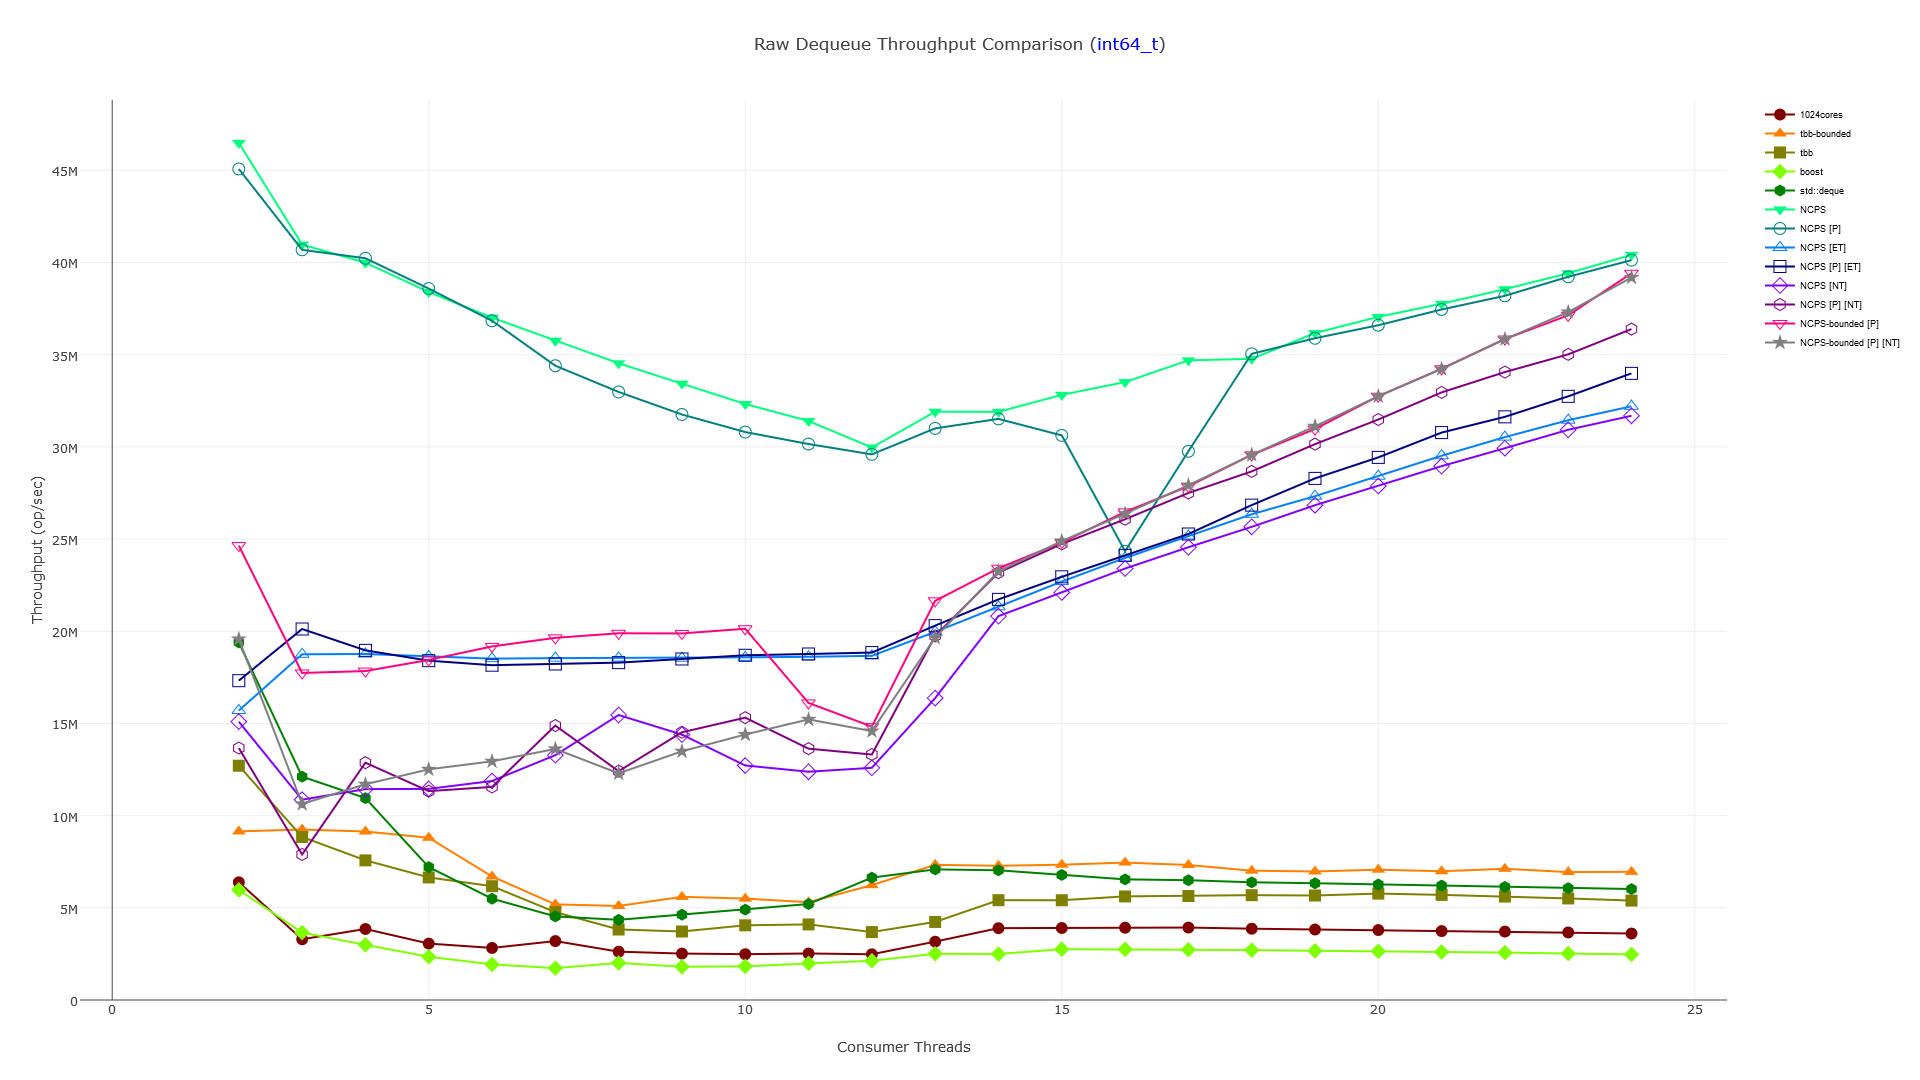 Raw Dequeue Throughput Comparison (int64_t)
1024cores
tbb-bounded
tbb
boost
std::deque
NCPS
NCPS [P]
NCPS [ET]
NCPS [P] [ET]
NCPS [NT]
NCPS [P] [NT]
NCPS-bounded [P]
NCPS-bounded [P] [NT]
Throughput (op/sec)
45M
40M
35M
30M
25M
20M
15M
10M
5M
0
0 5 10 15 20 25
Consumer Threads